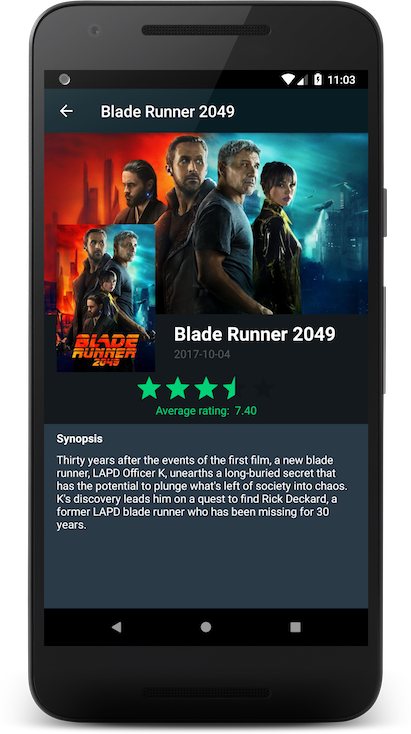 11:03
Blade Runner 2049
BLADE
RUNNER
2049
Blade Runner 2049
2017-10-04
Average rating: 7.40
Synopsis
Thirty years after the events of the first film, a new blade
runner, LAPD Officer K, unearths a long-buried secret that
has the potential to plunge what's left of society into chaos.
K's discovery leads him on a quest to find Rick Deckard, a
former LAPD blade runner who has been missing for 30
years.